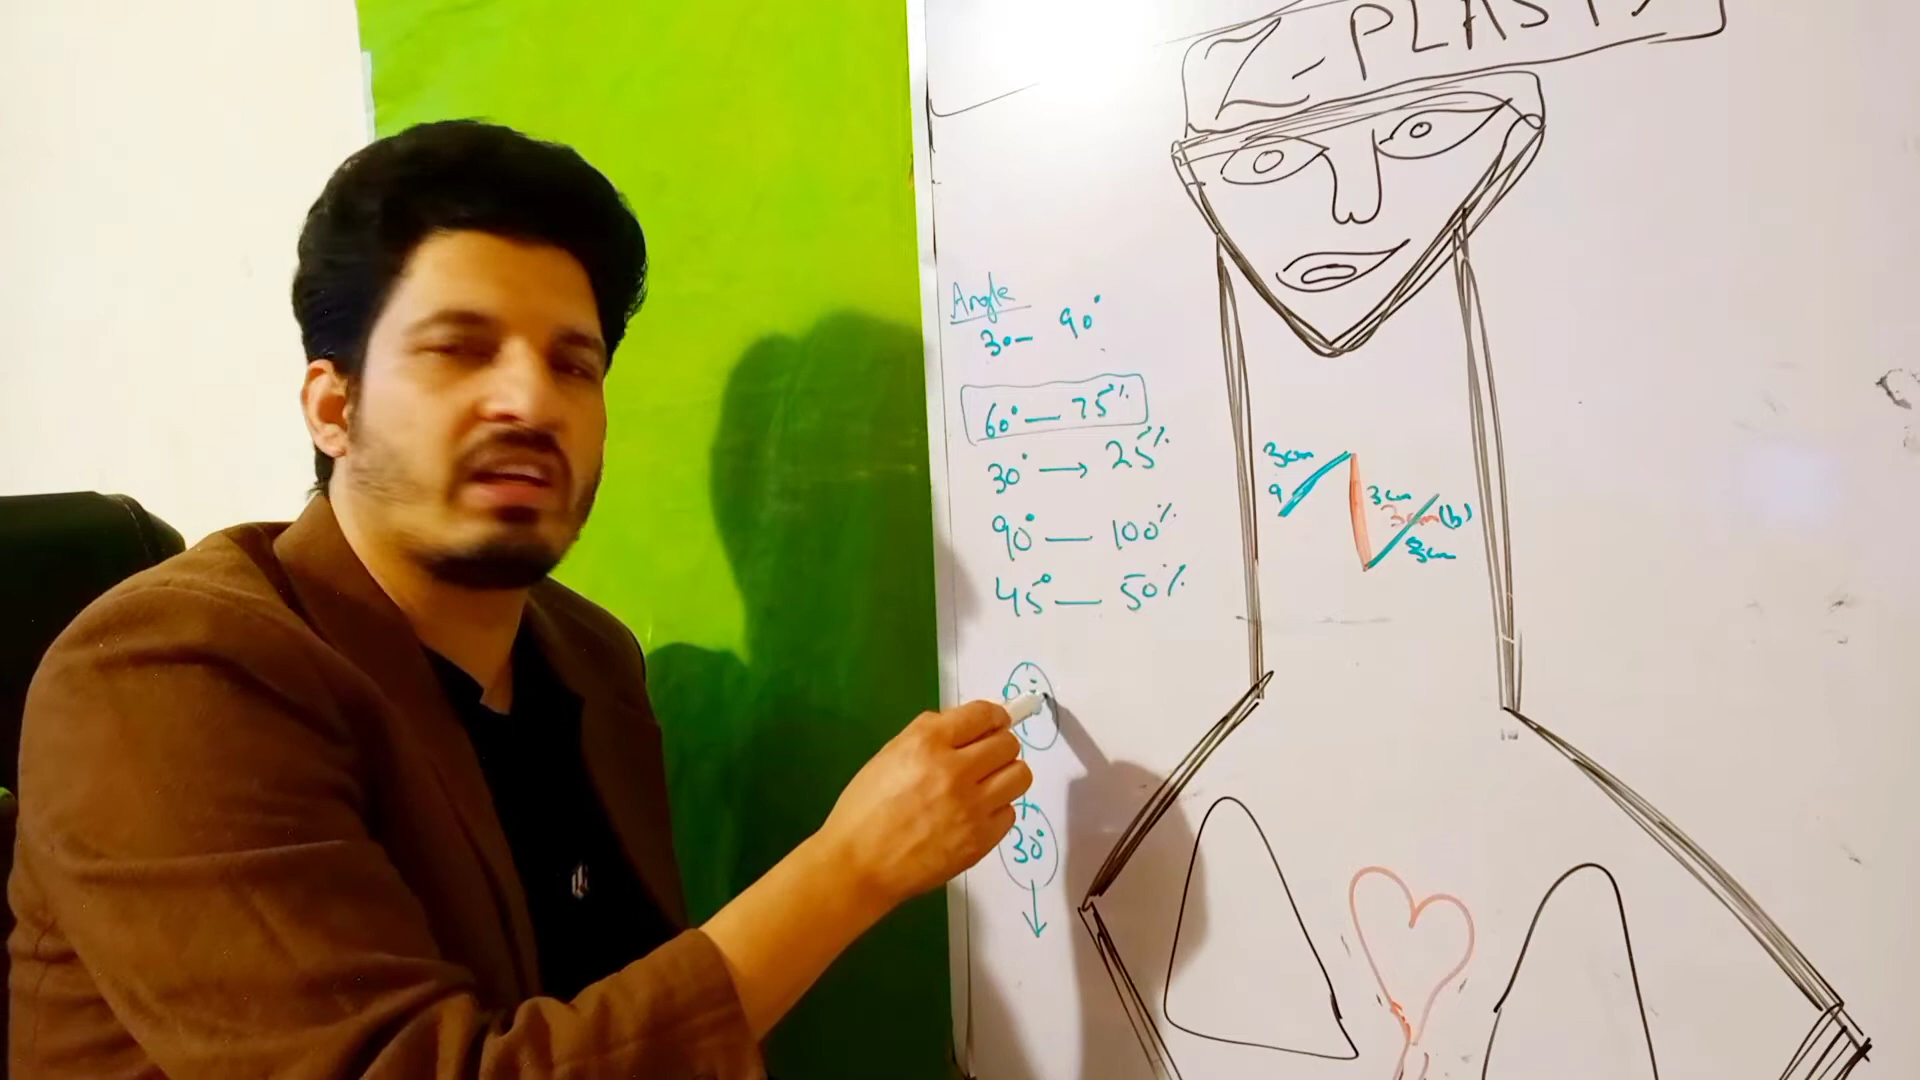 Z-PLASTY
Angle
30- 90°
60° — 75%
30° → 25%
90° — 100%
45° — 50%
3cm
3cm
3cm (b)
3cm
30°